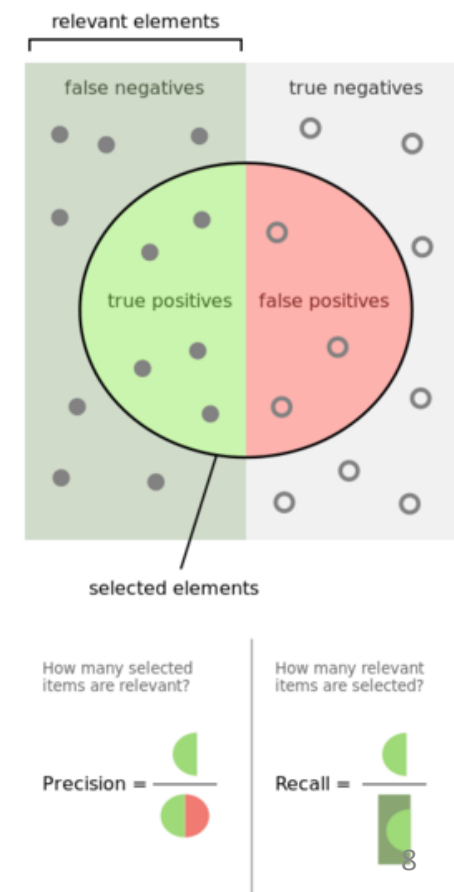 relevant elements
false negatives
true negatives
true positives
false positives
selected elements
How many selected
items are relevant?
How many relevant
items are selected?
Precision =
Recall =
8